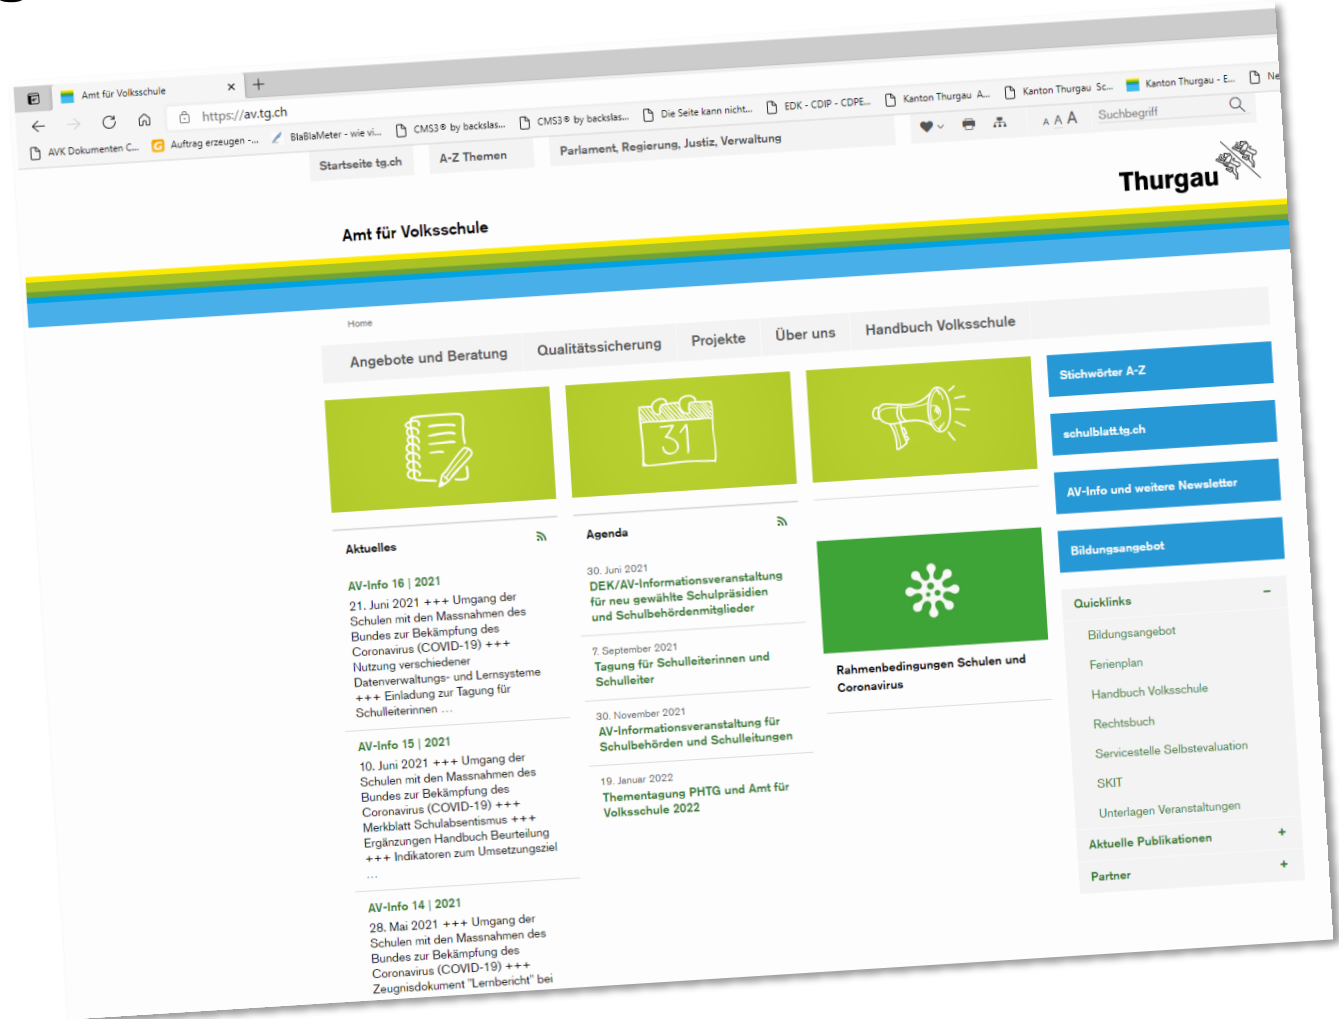 Amt für Volksschule
https://av.tg.ch
AVK Dokumenten C...
Auftrag erzeugen -...
BlaBlaMeter - wie vi...
CMS3® by backslas...
CMS3® by backslas...
Die Seite kann nicht...
EDK - CDIP - CDPE...
Kanton Thurgau A...
Kanton Thurgau Sc...
Kanton Thurgau - E...
Ne
Startseite tg.ch
A-Z Themen
Parlament, Regierung, Justiz, Verwaltung
A A A
Suchbegriff
Thurgau
Amt für Volksschule
Home
Angebote und Beratung
Qualitätssicherung
Projekte
Über uns
Handbuch Volksschule
31
Aktuelles
AV-Info 16 | 2021
21. Juni 2021 +++ Umgang der
Schulen mit den Massnahmen des
Bundes zur Bekämpfung des
Coronavirus (COVID-19) +++
Nutzung verschiedener
Datenverwaltungs- und Lernsysteme
+++ Einladung zur Tagung für
Schulleiterinnen ...
AV-Info 15 | 2021
10. Juni 2021 +++ Umgang der
Schulen mit den Massnahmen des
Bundes zur Bekämpfung des
Coronavirus (COVID-19) +++
Merkblatt Schulabsentismus +++
Ergänzungen Handbuch Beurteilung
+++ Indikatoren zum Umsetzungsziel
...
AV-Info 14 | 2021
28. Mai 2021 +++ Umgang der
Schulen mit den Massnahmen des
Bundes zur Bekämpfung des
Coronavirus (COVID-19) +++
Zeugnisdokument "Lernbericht" bei
Agenda
30. Juni 2021
DEK/AV-Informationsveranstaltung
für neu gewählte Schulpräsidien
und Schulbehördenmitglieder
7. September 2021
Tagung für Schulleiterinnen und
Schulleiter
30. November 2021
AV-Informationsveranstaltung für
Schulbehörden und Schulleitungen
19. Januar 2022
Thementagung PHTG und Amt für
Volksschule 2022
Rahmenbedingungen Schulen und
Coronavirus
Stichwörter A-Z
schulblatt.tg.ch
AV-Info und weitere Newsletter
Bildungsangebot
Quicklinks −
Bildungsangebot
Ferienplan
Handbuch Volksschule
Rechtsbuch
Servicestelle Selbstevaluation
SKIT
Unterlagen Veranstaltungen
Aktuelle Publikationen +
Partner +